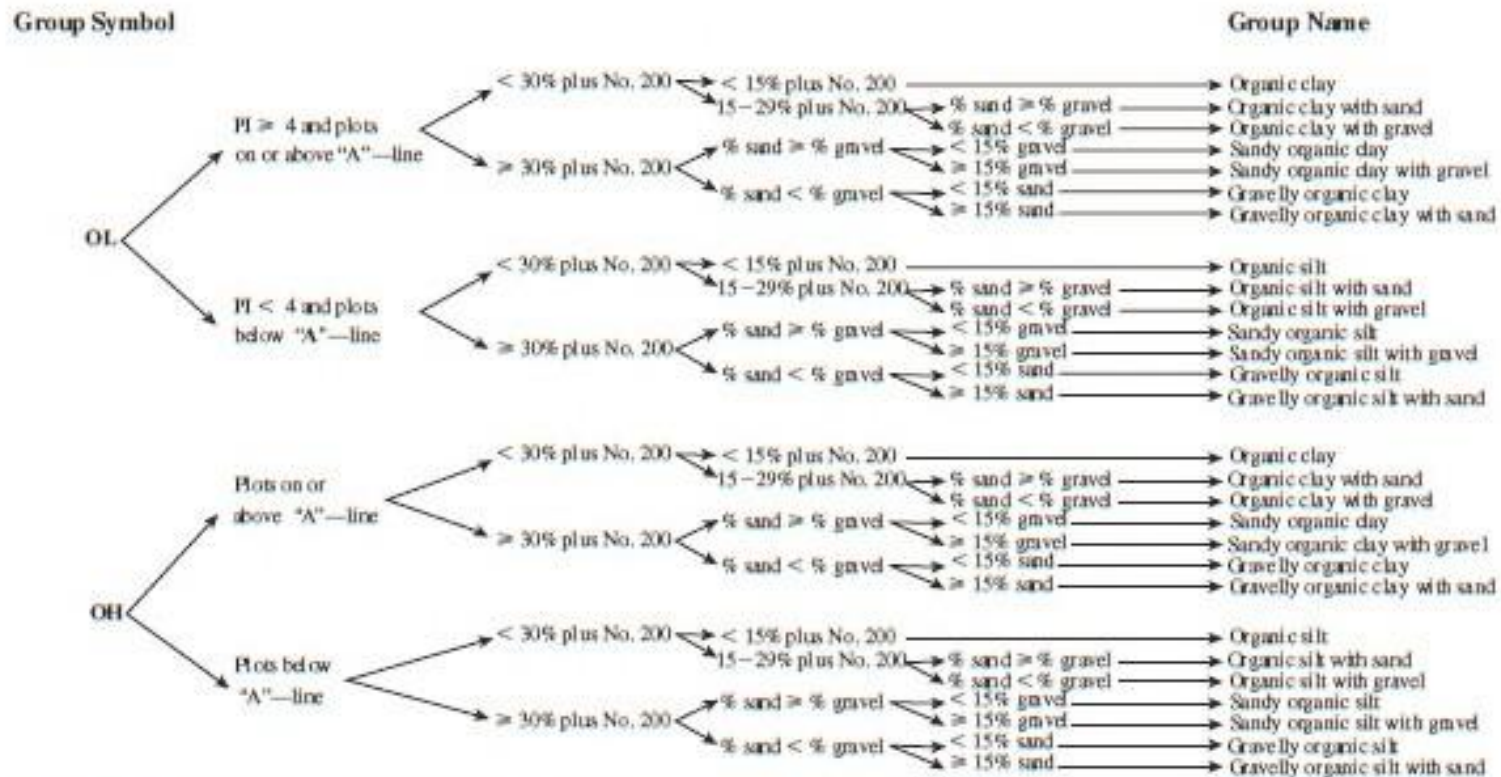 Group Symbol
Group Name
OL
PI ≥ 4 and plots
on or above "A"—line
< 30% plus No. 200
< 15% plus No. 200
Organic clay
15−29% plus No. 200
% sand ≥ % gravel
Organic clay with sand
% sand < % gravel
Organic clay with gravel
≥ 30% plus No. 200
% sand ≥ % gravel
< 15% gravel
Sandy organic clay
≥ 15% gravel
Sandy organic clay with gravel
% sand < % gravel
< 15% sand
Gravelly organic clay
≥ 15% sand
Gravelly organic clay with sand
PI < 4 and plots
below "A"—line
< 30% plus No. 200
< 15% plus No. 200
Organic silt
15−29% plus No. 200
% sand ≥ % gravel
Organic silt with sand
% sand < % gravel
Organic silt with gravel
≥ 30% plus No. 200
% sand ≥ % gravel
< 15% gravel
Sandy organic silt
≥ 15% gravel
Sandy organic silt with gravel
% sand < % gravel
< 15% sand
Gravelly organic silt
≥ 15% sand
Gravelly organic silt with sand
OH
Plots on or
above "A"—line
< 30% plus No. 200
< 15% plus No. 200
Organic clay
15−29% plus No. 200
% sand ≥ % gravel
Organic clay with sand
% sand < % gravel
Organic clay with gravel
≥ 30% plus No. 200
% sand ≥ % gravel
< 15% gravel
Sandy organic clay
≥ 15% gravel
Sandy organic clay with gravel
% sand < % gravel
< 15% sand
Gravelly organic clay
≥ 15% sand
Gravelly organic clay with sand
Plots below
"A"—line
< 30% plus No. 200
< 15% plus No. 200
Organic silt
15−29% plus No. 200
% sand ≥ % gravel
Organic silt with sand
% sand < % gravel
Organic silt with gravel
≥ 30% plus No. 200
% sand ≥ % gravel
< 15% gravel
Sandy organic silt
≥ 15% gravel
Sandy organic silt with gravel
% sand < % gravel
< 15% sand
Gravelly organic silt
≥ 15% sand
Gravelly organic silt with sand